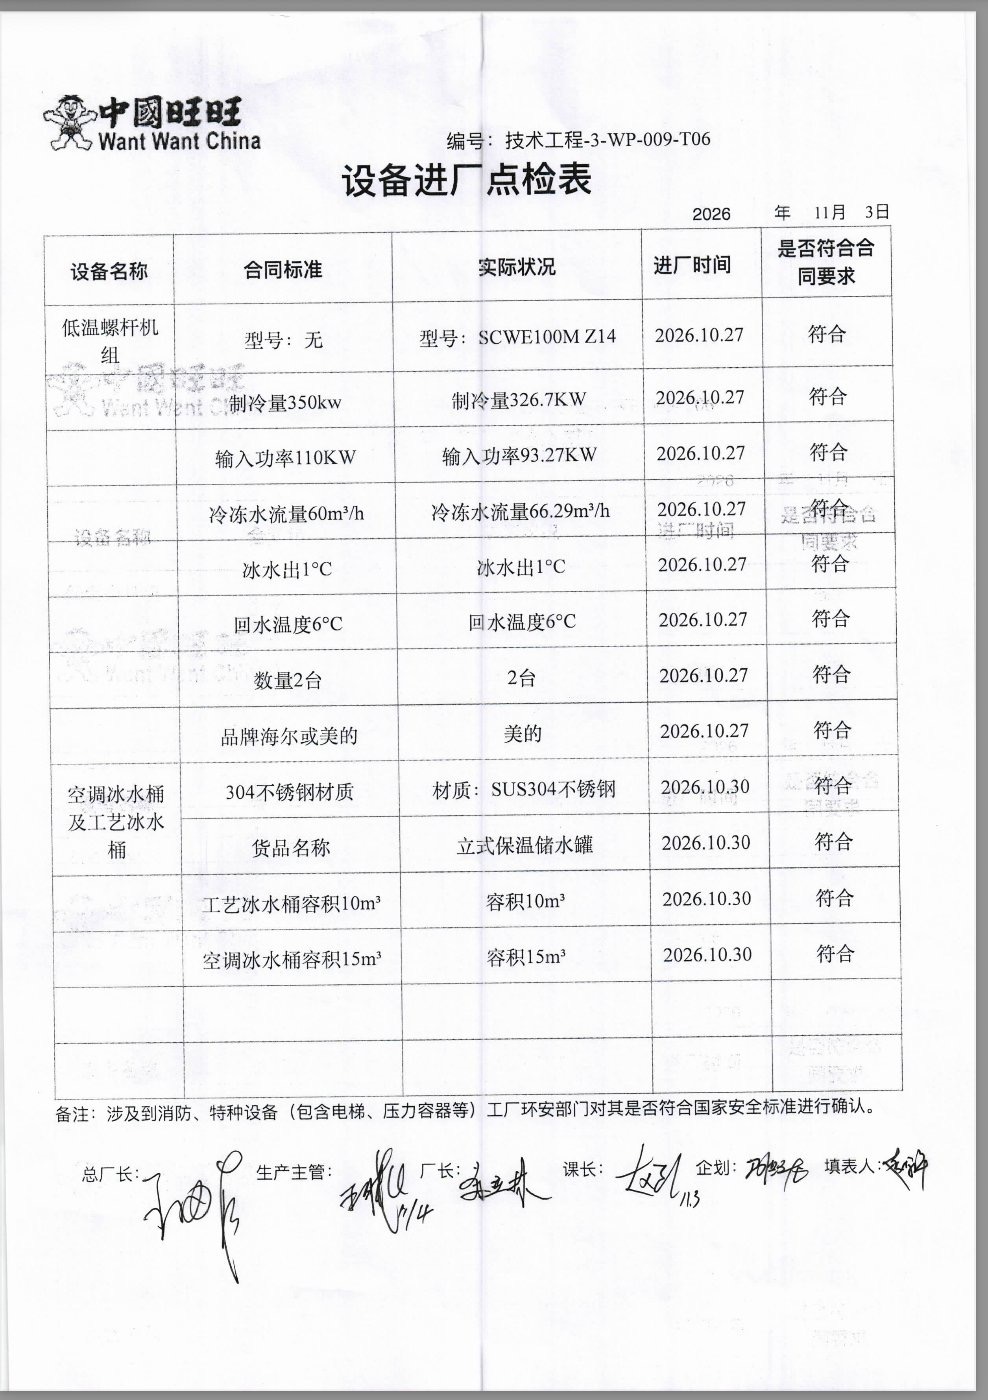 中國旺旺
Want Want China
编号：技术工程-3-WP-009-T06
设备进厂点检表
2026 年 11月 3日
设备名称 合同标准 实际状况 进厂时间 是否符合合同要求
低温螺杆机组 型号：无 型号：SCWE100M Z14 2026.10.27 符合
制冷量350kw 制冷量326.7KW 2026.10.27 符合
输入功率110KW 输入功率93.27KW 2026.10.27 符合
冷冻水流量60m³/h 冷冻水流量66.29m³/h 2026.10.27 符合
冰水出1°C 冰水出1°C 2026.10.27 符合
回水温度6°C 回水温度6°C 2026.10.27 符合
数量2台 2台 2026.10.27 符合
品牌海尔或美的 美的 2026.10.27 符合
空调冰水桶及工艺冰水桶 304不锈钢材质 材质：SUS304不锈钢 2026.10.30 符合
货品名称 立式保温储水罐 2026.10.30 符合
工艺冰水桶容积10m³ 容积10m³ 2026.10.30 符合
空调冰水桶容积15m³ 容积15m³ 2026.10.30 符合
备注：涉及到消防、特种设备（包含电梯、压力容器等）工厂环安部门对其是否符合国家安全标准进行确认。
总厂长： 生产主管： 厂长： 课长： 11.3 企划： 填表人：